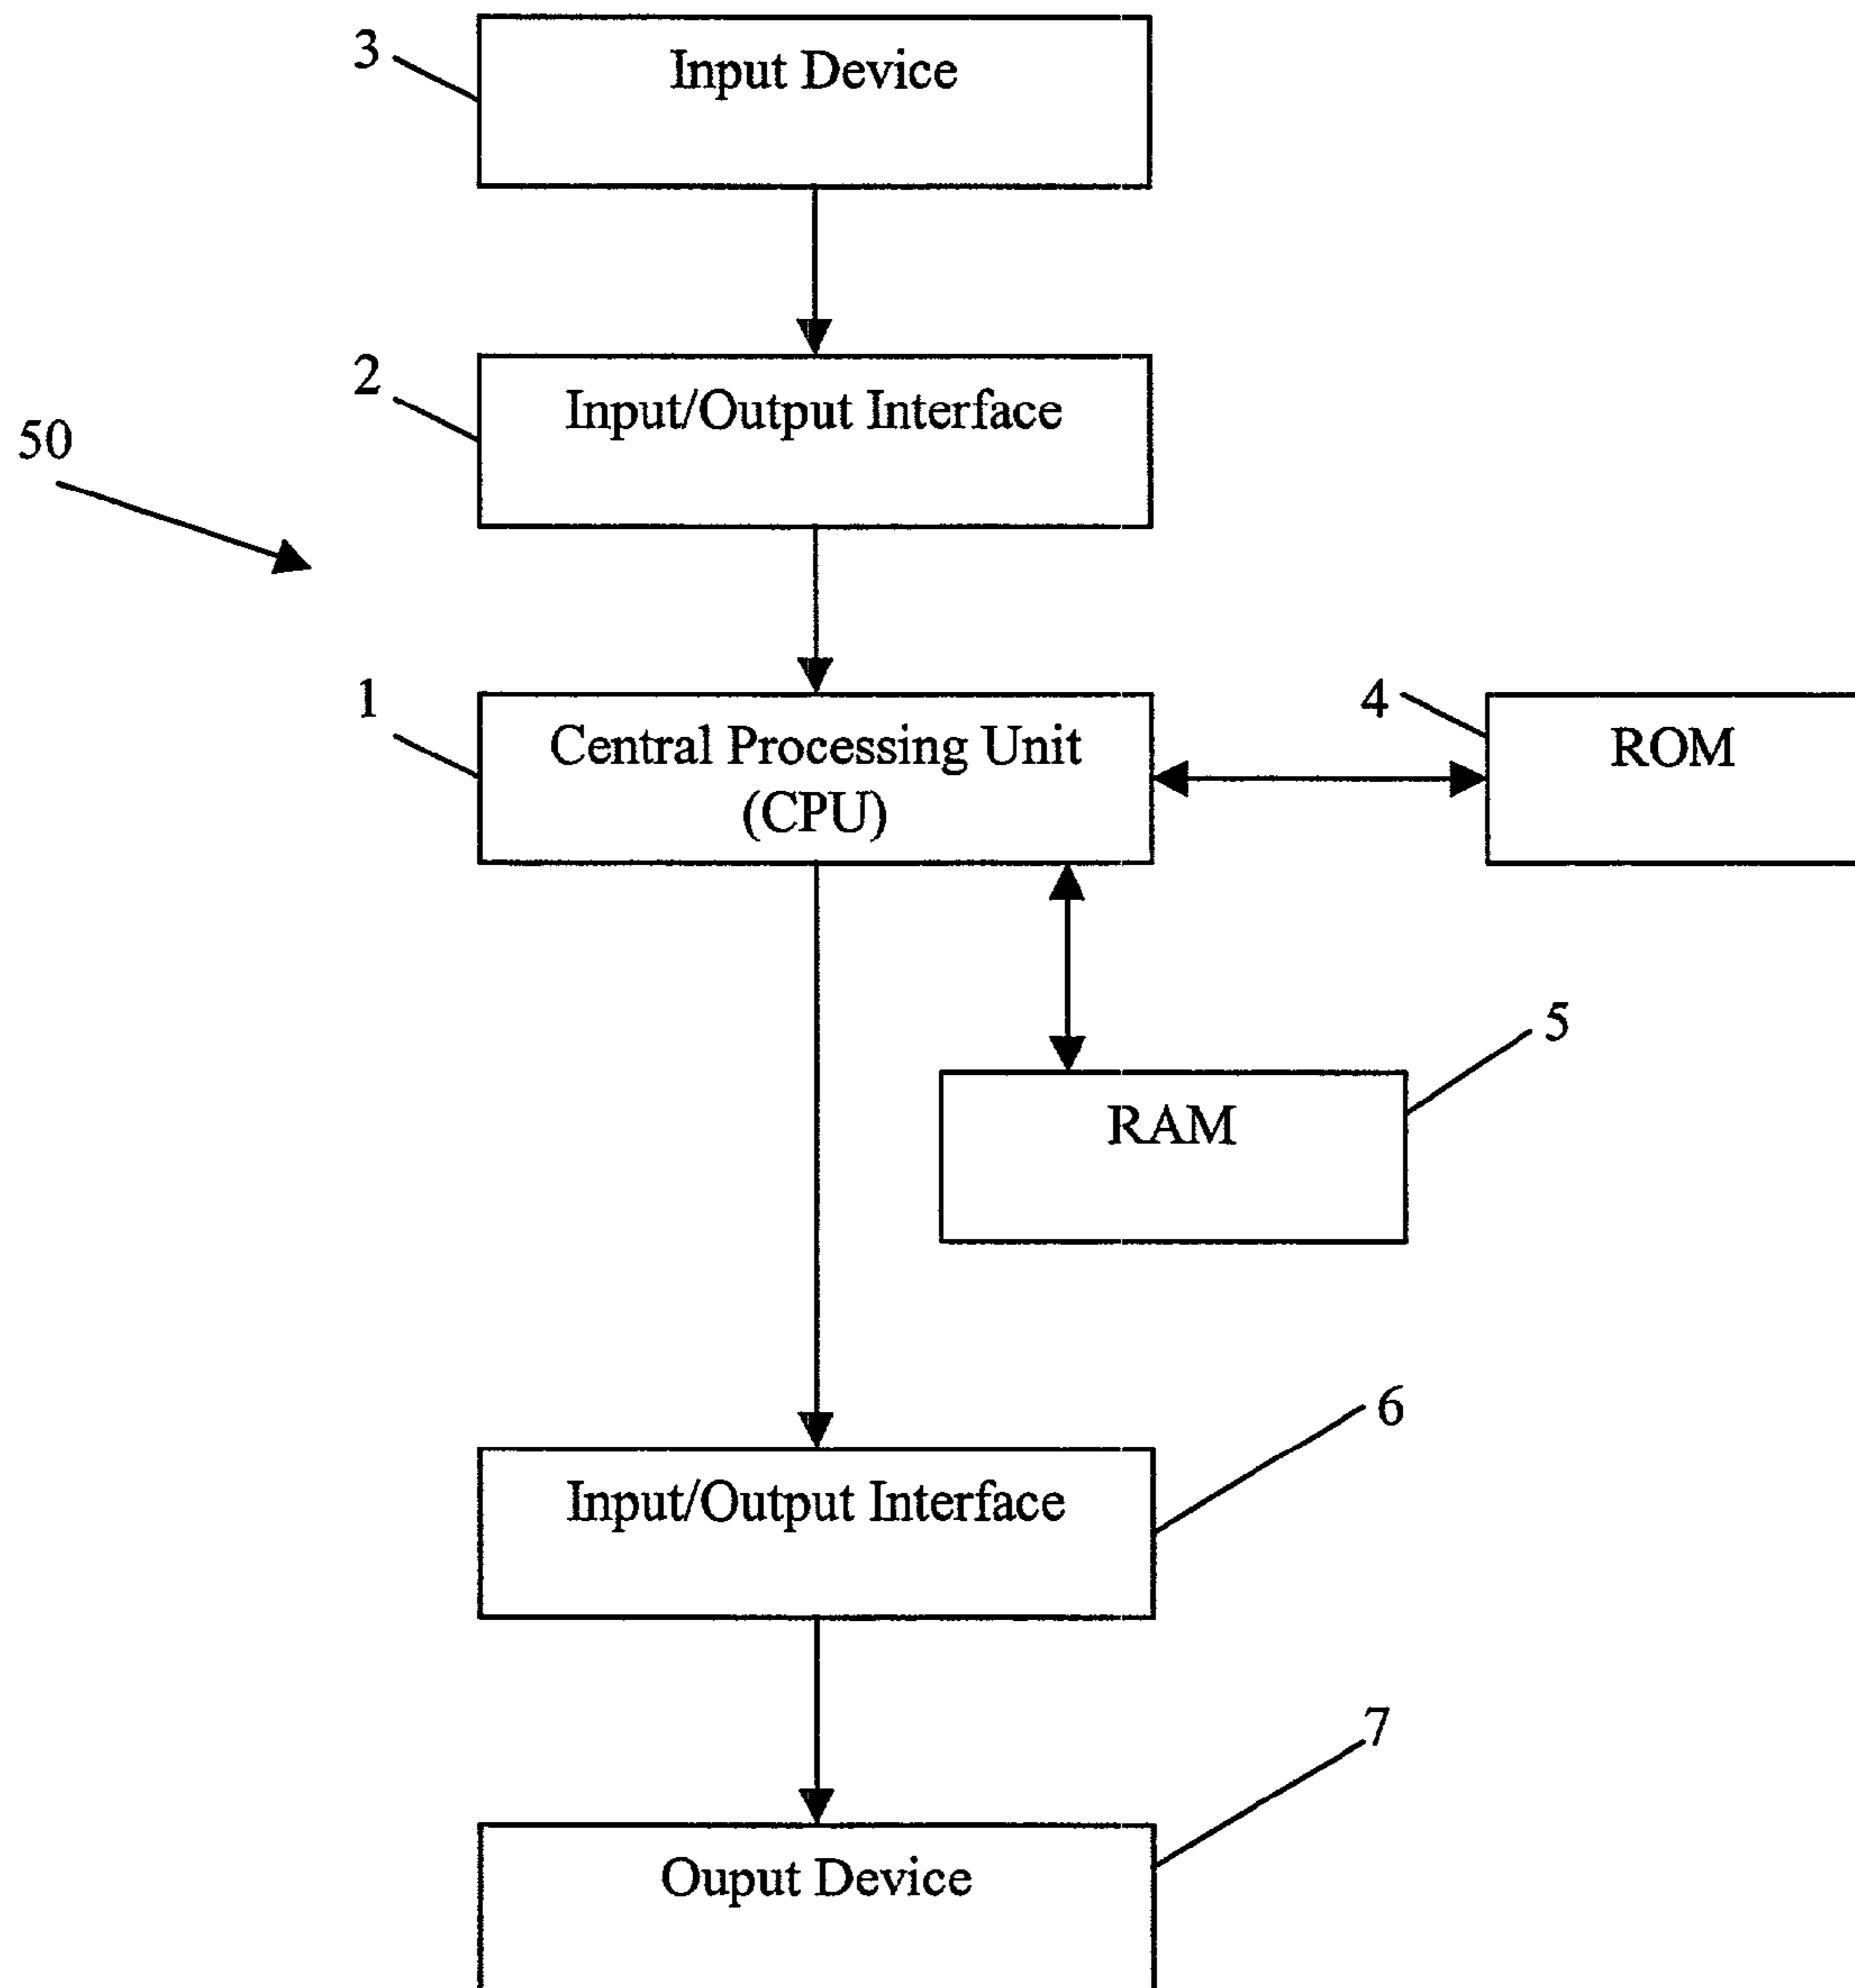 3
Input Device
2
Input/Output Interface
50
1
Central Processing Unit
(CPU)
4
ROM
5
RAM
6
Input/Output Interface
7
Ouput Device